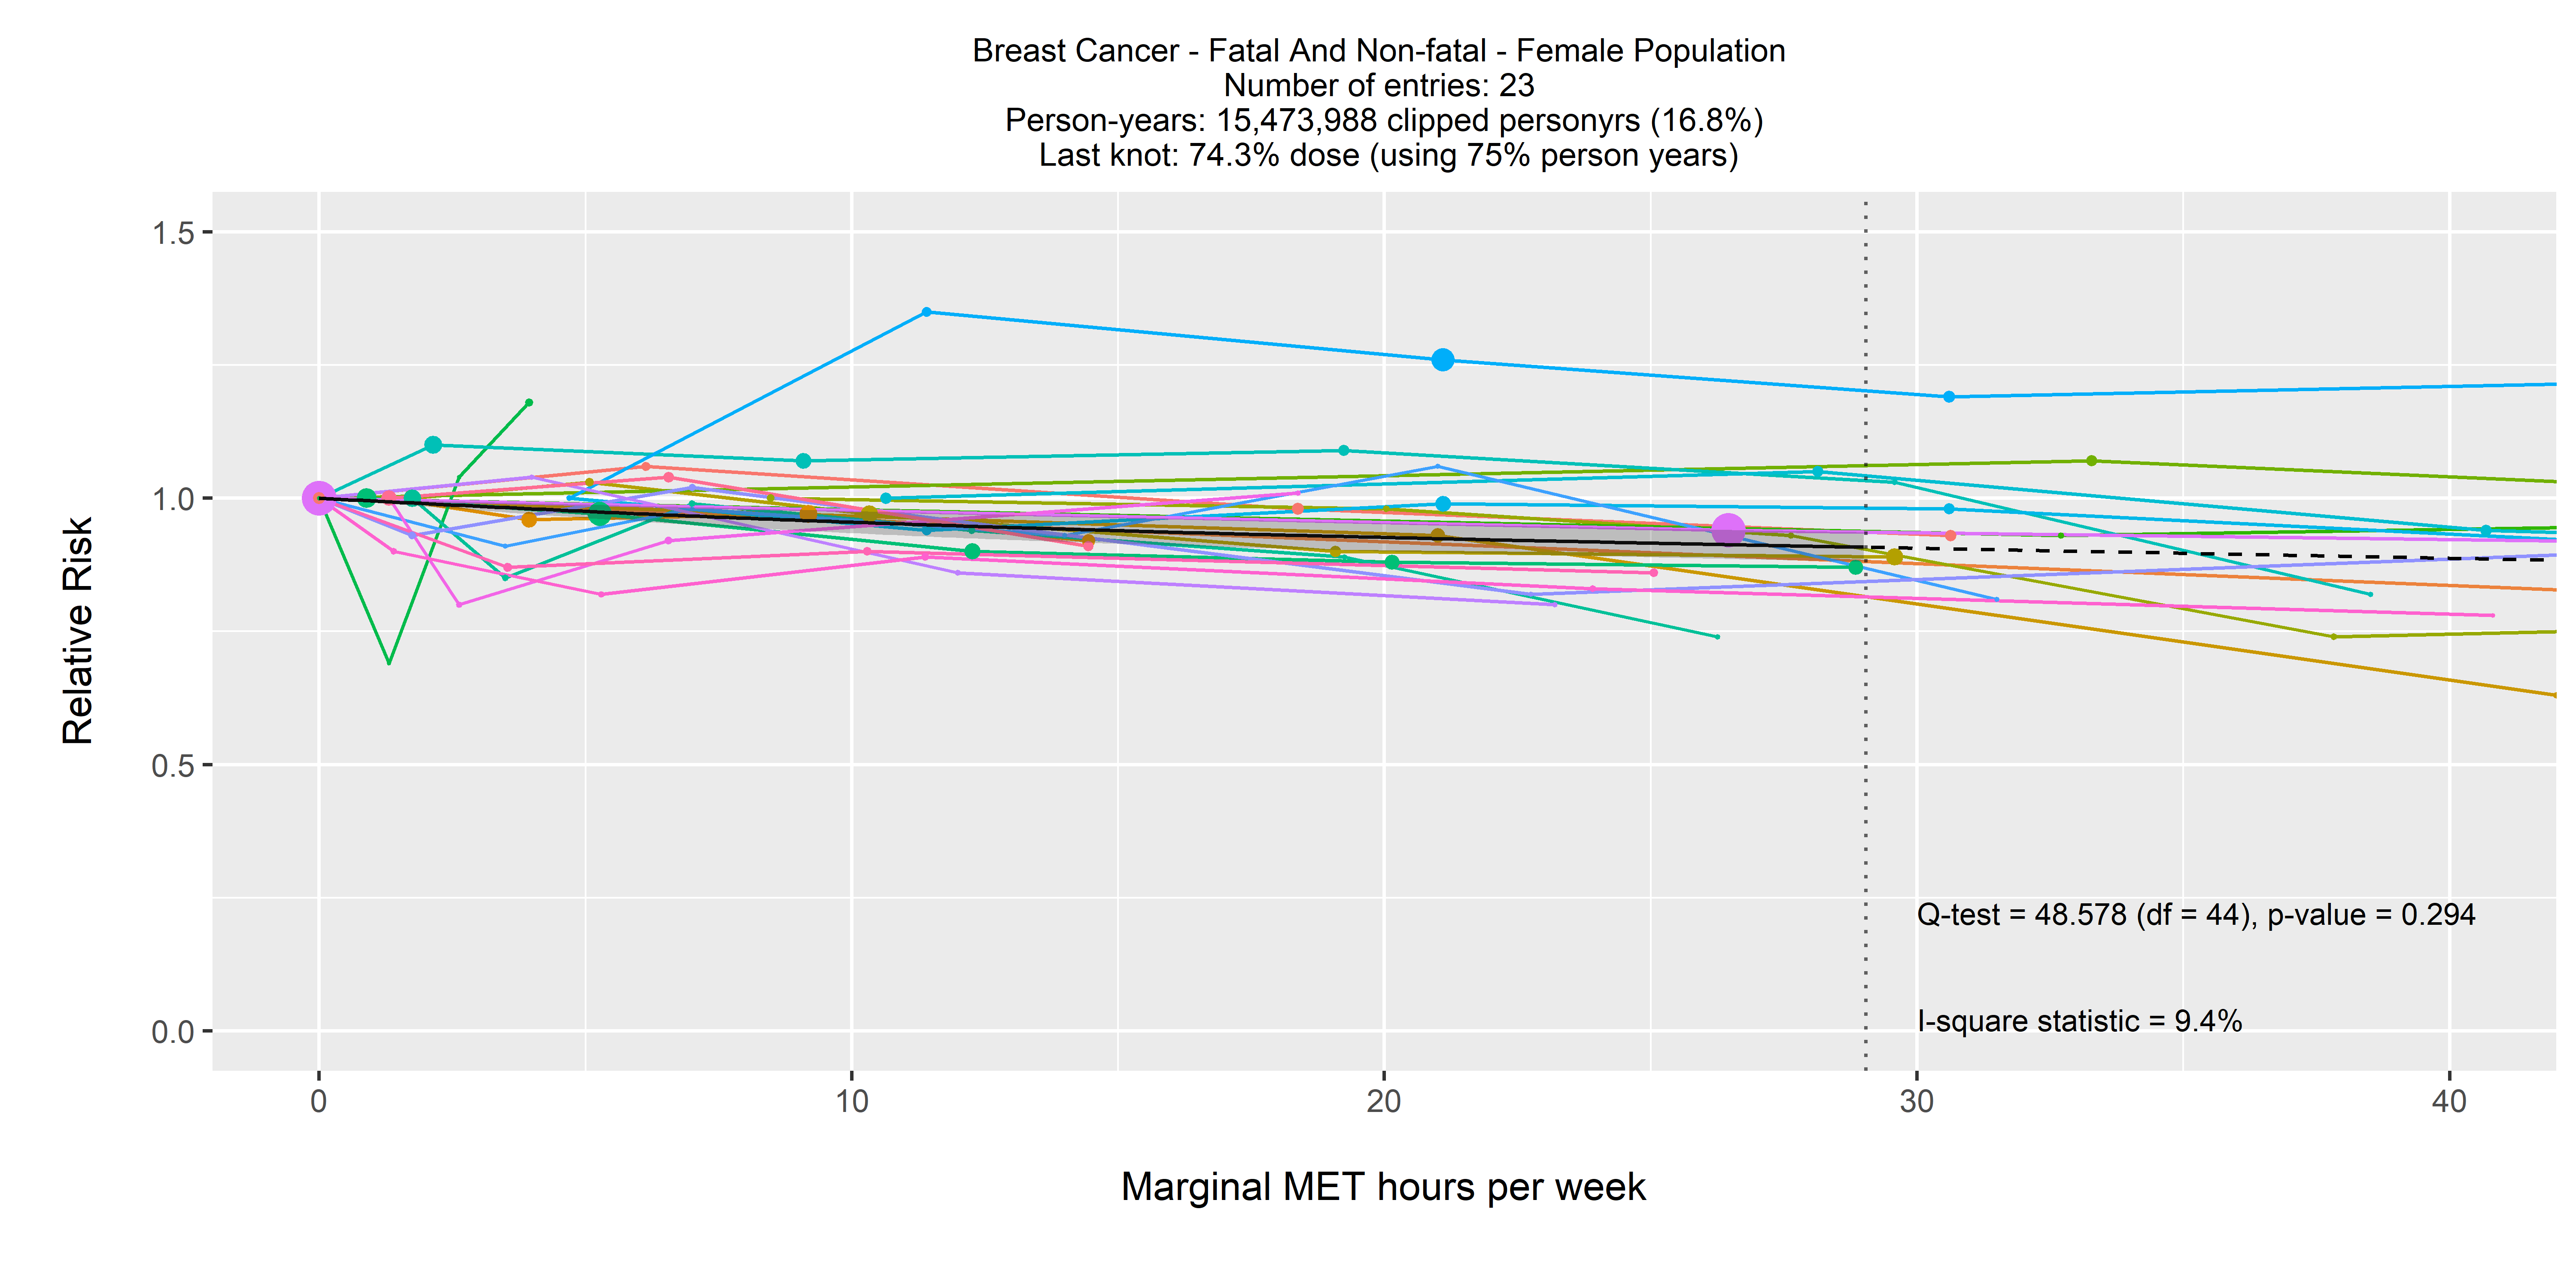 Breast Cancer - Fatal And Non-fatal - Female Population
Number of entries: 23
Person-years: 15,473,988 clipped personyrs (16.8%)
Last knot: 74.3% dose (using 75% person years)
1.5
1.0
0.5
0.0
Relative Risk
Q-test = 48.578 (df = 44), p-value = 0.294
I-square statistic = 9.4%
0 10 20 30 40
Marginal MET hours per week